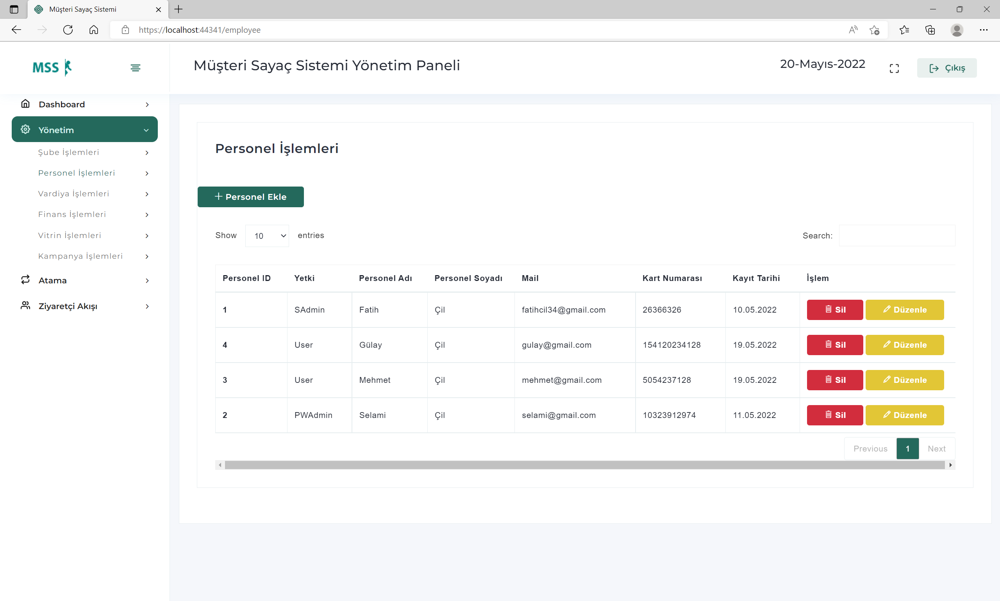 Müşteri Sayaç Sistemi
https://localhost:44341/employee
MSS
Müşteri Sayaç Sistemi Yönetim Paneli
20-Mayıs-2022
Çıkış
Dashboard
Yönetim
Şube İşlemleri
Personel İşlemleri
Vardiya İşlemleri
Finans İşlemleri
Vitrin İşlemleri
Kampanya İşlemleri
Atama
Ziyaretçi Akışı
Personel İşlemleri
+ Personel Ekle
Show 10 entries
Search:
Personel ID Yetki Personel Adı Personel Soyadı Mail Kart Numarası Kayıt Tarihi İşlem
1 SAdmin Fatih Çil fatihcil34@gmail.com 26366326 10.05.2022 Sil Düzenle
4 User Gülay Çil gulay@gmail.com 154120234128 19.05.2022 Sil Düzenle
3 User Mehmet Çil mehmet@gmail.com 5054237128 19.05.2022 Sil Düzenle
2 PWAdmin Selami Çil selami@gmail.com 10323912974 11.05.2022 Sil Düzenle
Previous 1 Next